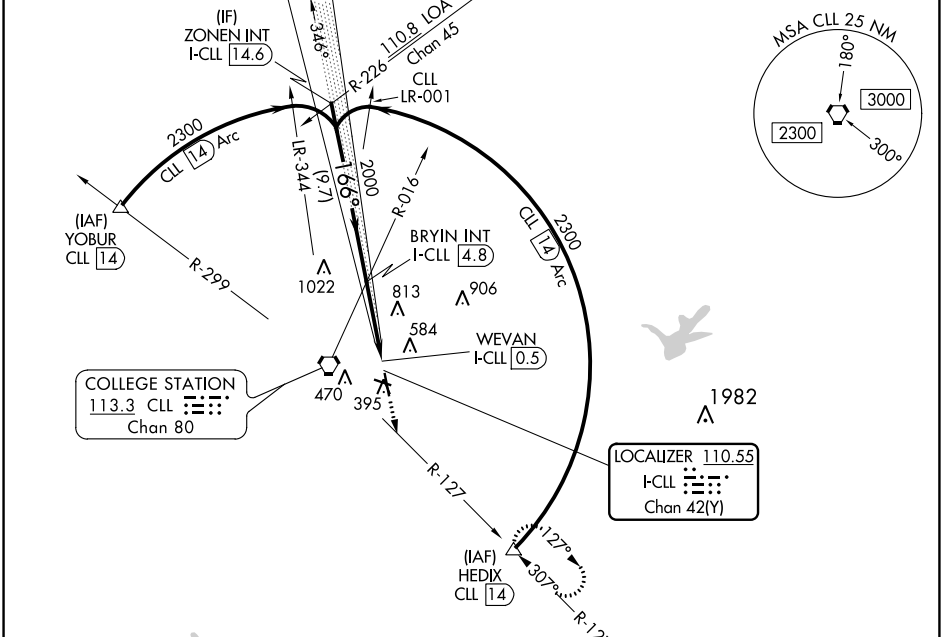 (IF)
ZONEN INT
I-CLL 14.6
346°
R-226
110.8 LOA
Chan 45
CLL
LR-001
MSA CLL 25 NM
180°
3000
2300
300°
2300
CLL 14 Arc
LR-344
(9.7)
166°
2000
R-016
2300
CLL 14 Arc
(IAF)
YOBUR
CLL 14
R-299
BRYIN INT
I-CLL 4.8
1022
813
906
584
WEVAN
I-CLL 0.5
COLLEGE STATION
113.3 CLL
Chan 80
470
395
1982
LOCALIZER 110.55
I-CLL
Chan 42(Y)
R-127
(IAF)
HEDIX
CLL 14
127°
307°